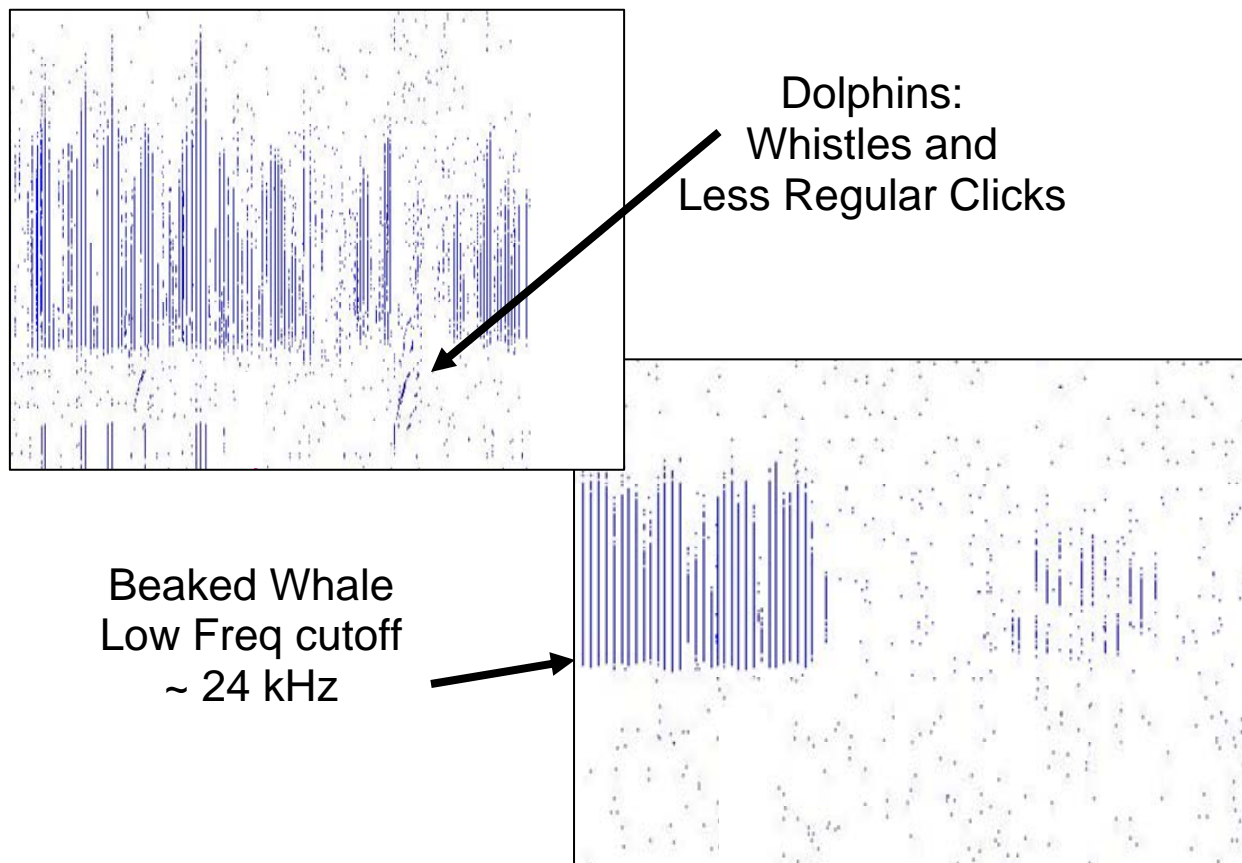 Dolphins:
Whistles and
Less Regular Clicks
Beaked Whale
Low Freq cutoff
~ 24 kHz